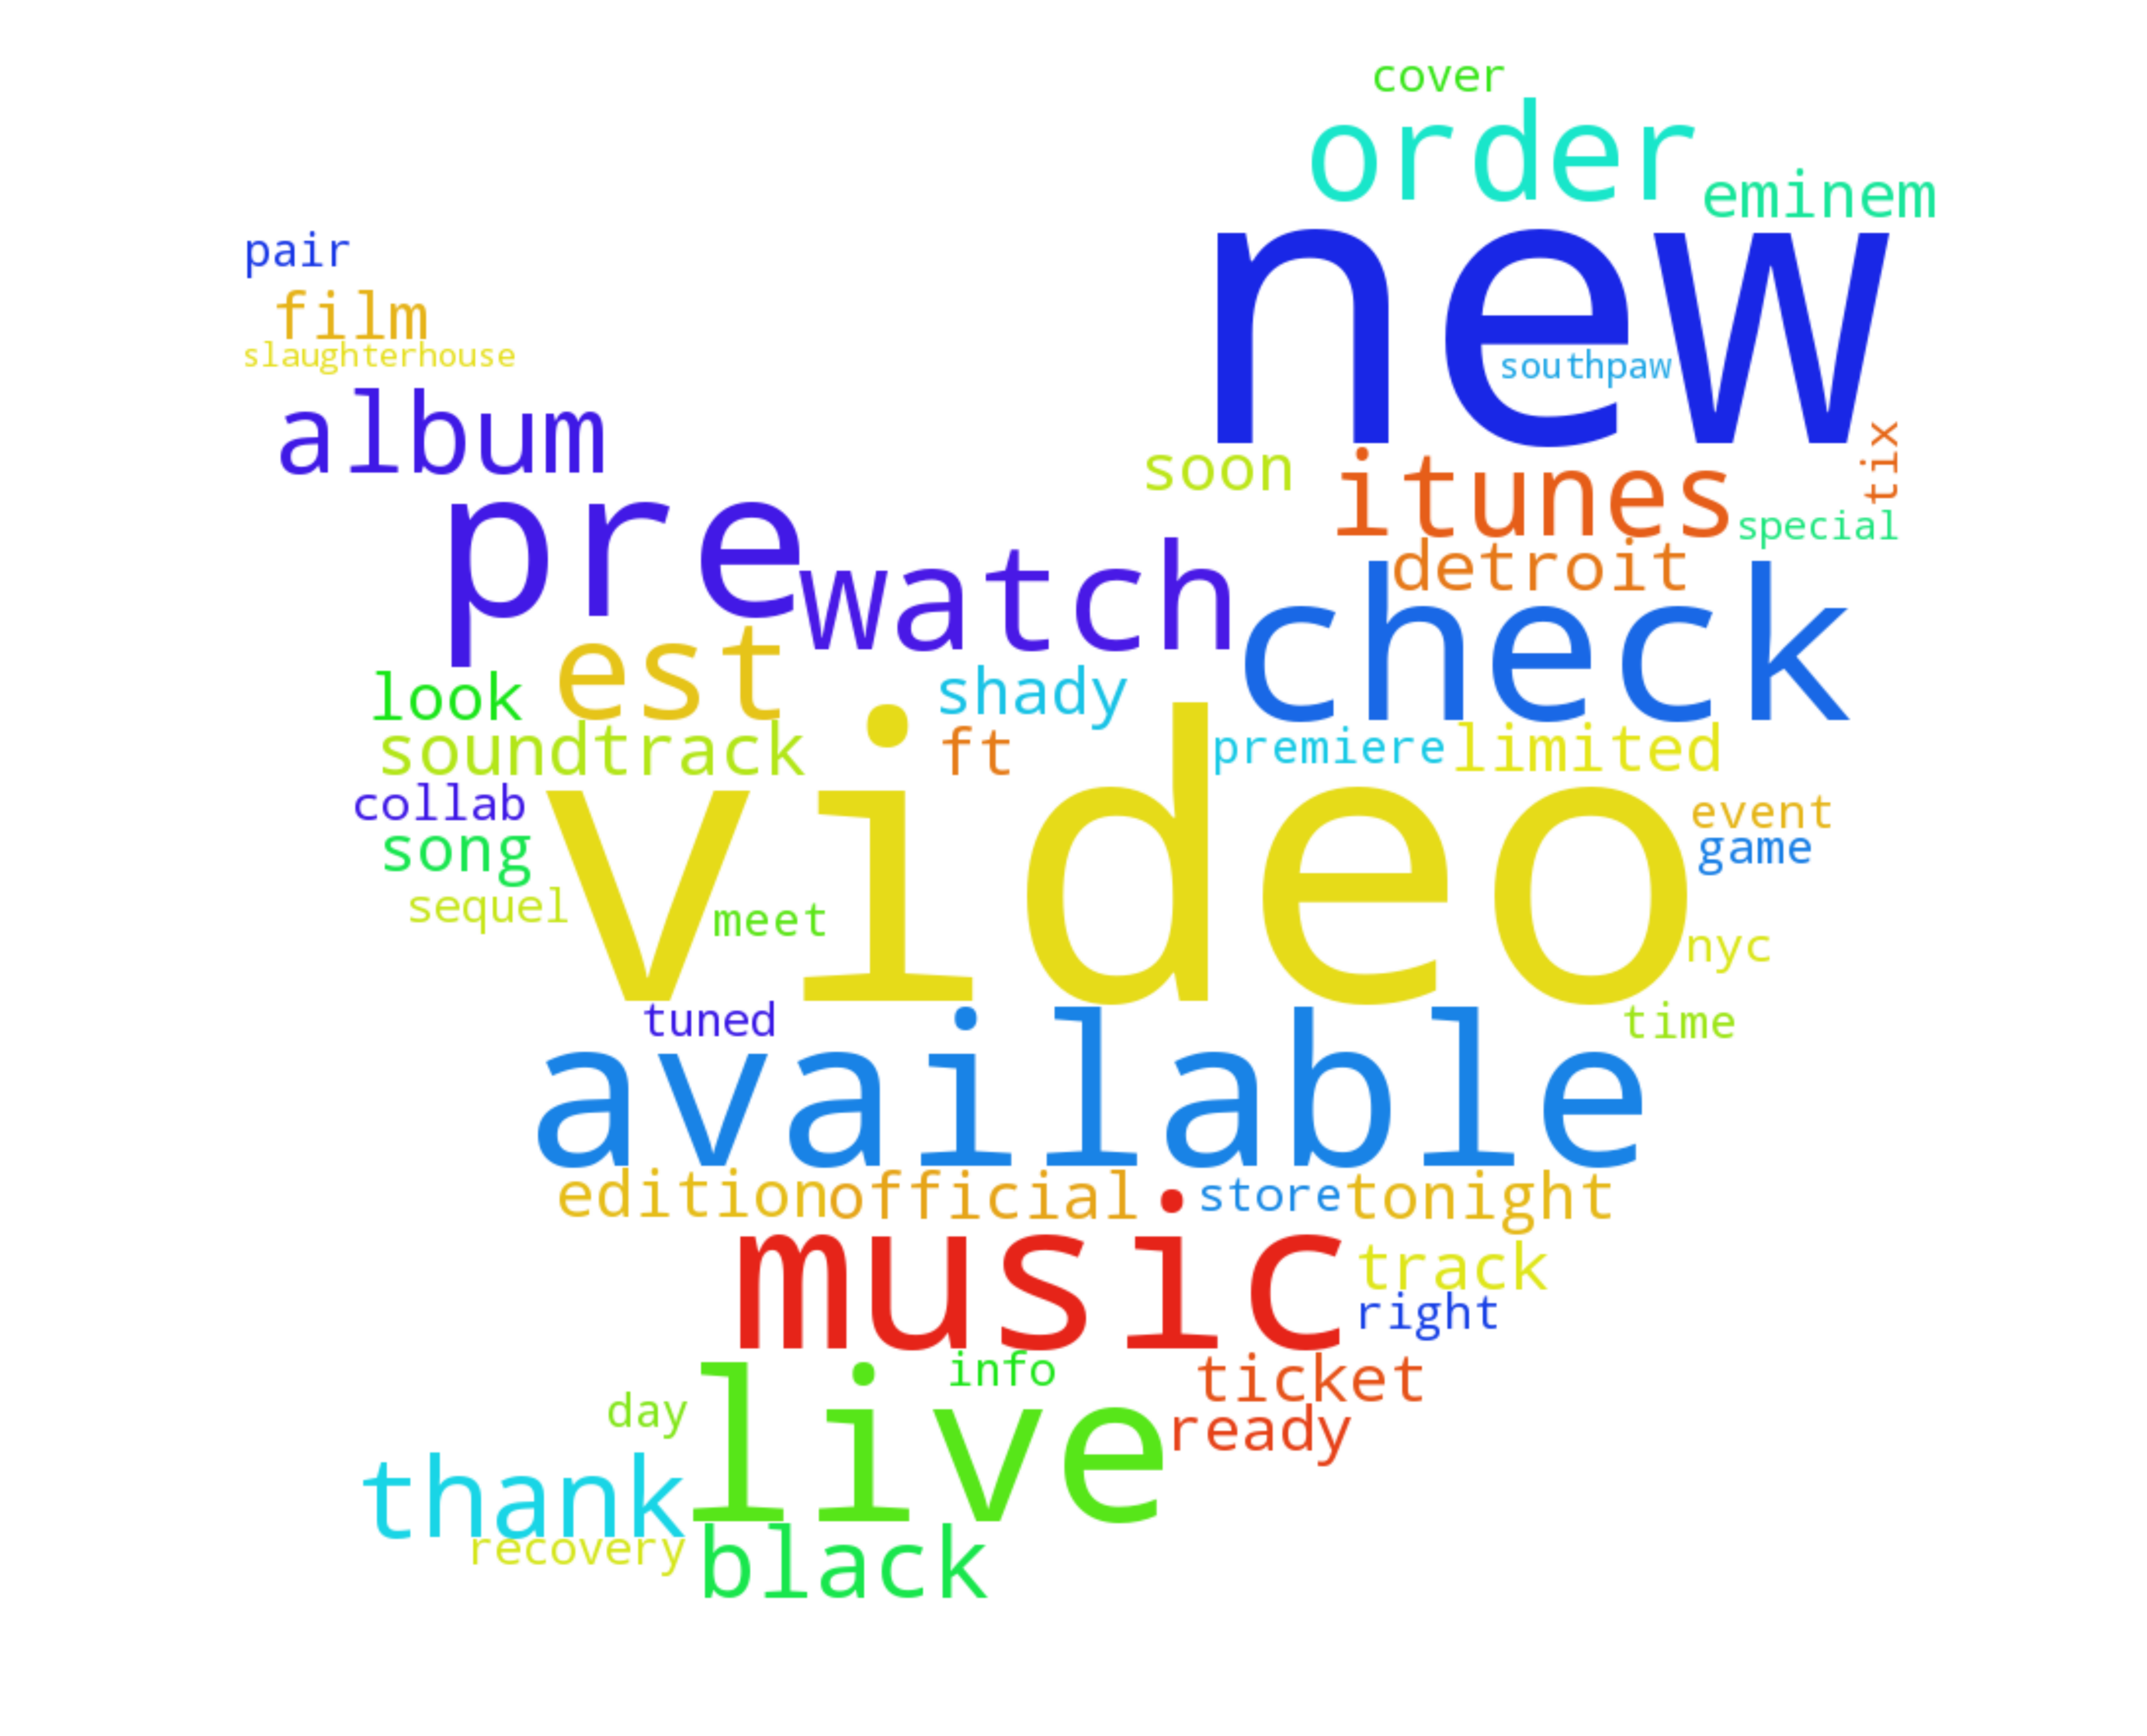 cover
order
eminem
pair
new
film
slaughterhouse
southpaw
album
tix
soon
itunes
special
pre
watch
detroit
check
est
look
shady
soundtrack
ft
premiere
limited
collab
video
event
song
game
sequel
meet
nyc
tuned
time
available
edition
official
store
tonight
music
track
right
info
ticket
day
live
ready
thank
recovery
black